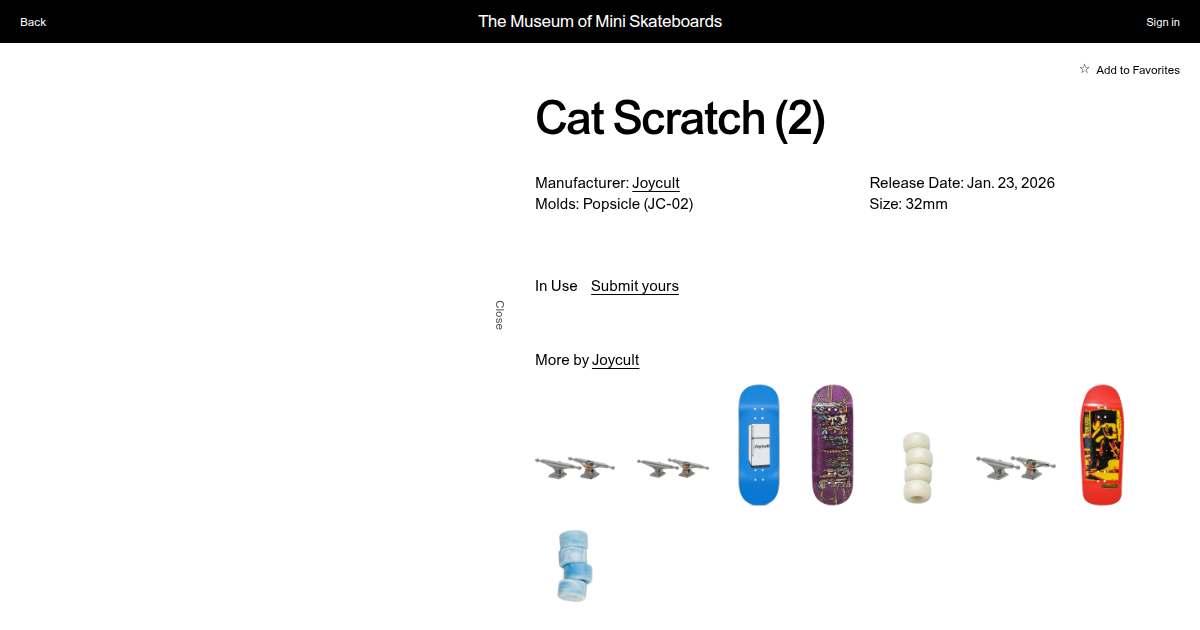 Back
The Museum of Mini Skateboards
Sign in
☆ Add to Favorites
Cat Scratch (2)
Manufacturer: Joycult
Molds: Popsicle (JC-02)
Release Date: Jan. 23, 2026
Size: 32mm
In Use Submit yours
Close
More by Joycult